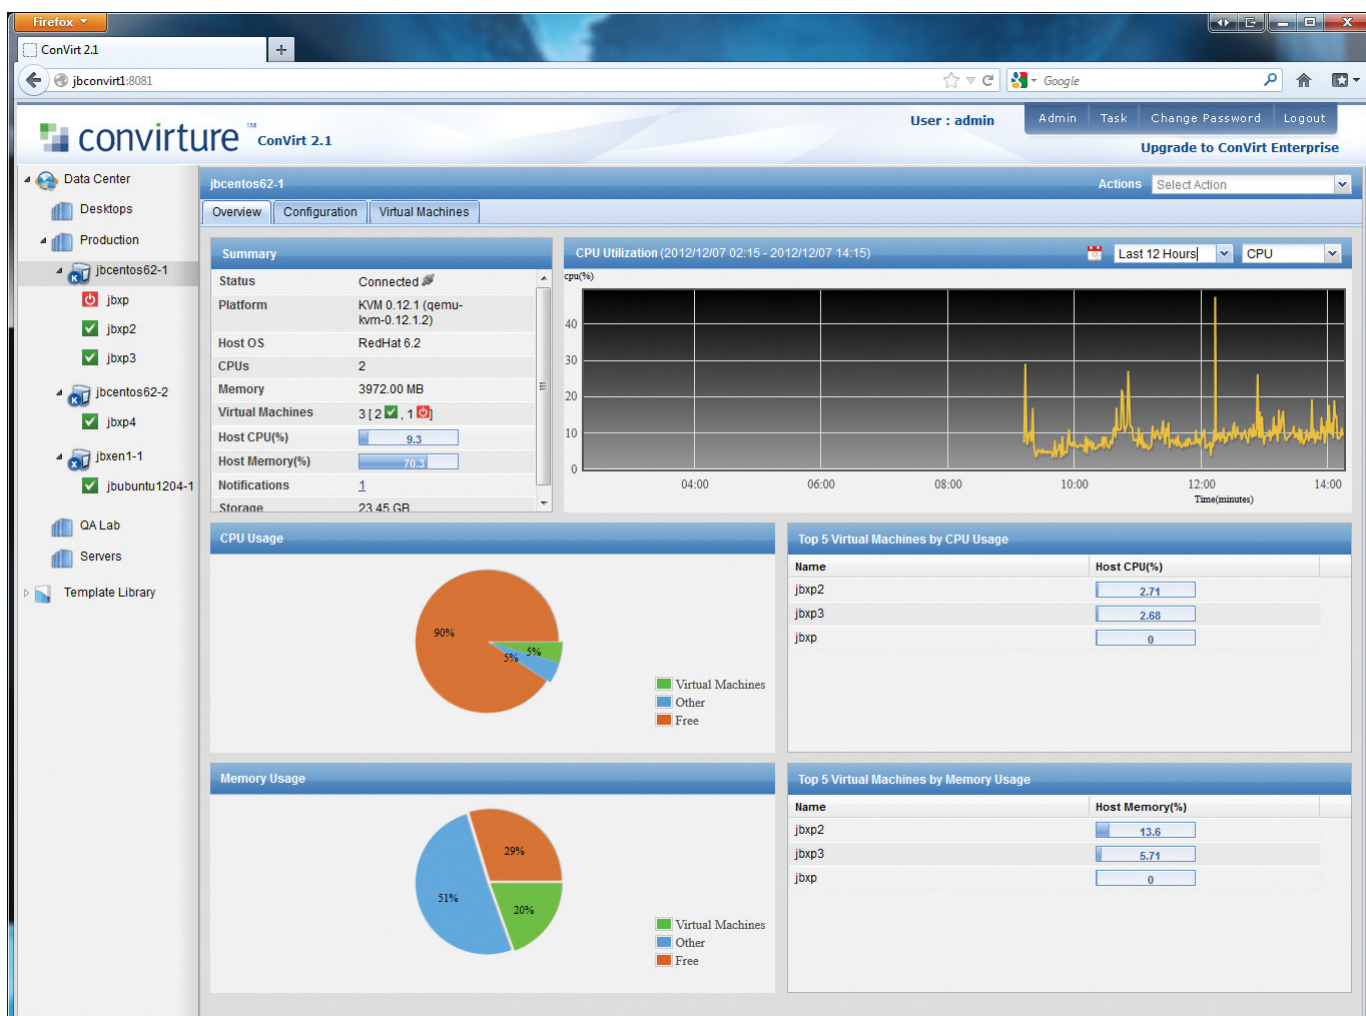 Firefox
ConVirt 2.1
jbconvirt1:8081
Google
convirture™ ConVirt 2.1
User : admin
Admin Task Change Password Logout
Upgrade to ConVirt Enterprise
Data Center
Desktops
Production
jbcentos62-1
jbxp
jbxp2
jbxp3
jbcentos62-2
jbxp4
jbxen1-1
jbubuntu1204-1
QA Lab
Servers
Template Library
jbcentos62-1
Actions Select Action
Overview Configuration Virtual Machines
Summary
Status Connected
Platform KVM 0.12.1 (qemu-
kvm-0.12.1.2)
Host OS RedHat 6.2
CPUs 2
Memory 3972.00 MB
Virtual Machines 3 [ 2 , 1 ]
Host CPU(%) 9.3
Host Memory(%) 70.3
Notifications 1
Storage 23.45 GB
CPU Utilization (2012/12/07 02:15 - 2012/12/07 14:15)
Last 12 Hours CPU
cpu(%)
40
30
20
10
0
04:00 06:00 08:00 10:00 12:00 14:00
Time(minutes)
CPU Usage
90%
5%
5%
Virtual Machines
Other
Free
Top 5 Virtual Machines by CPU Usage
Name Host CPU(%)
jbxp2 2.71
jbxp3 2.68
jbxp 0
Memory Usage
29%
51%
20%
Virtual Machines
Other
Free
Top 5 Virtual Machines by Memory Usage
Name Host Memory(%)
jbxp2 13.6
jbxp3 5.71
jbxp 0